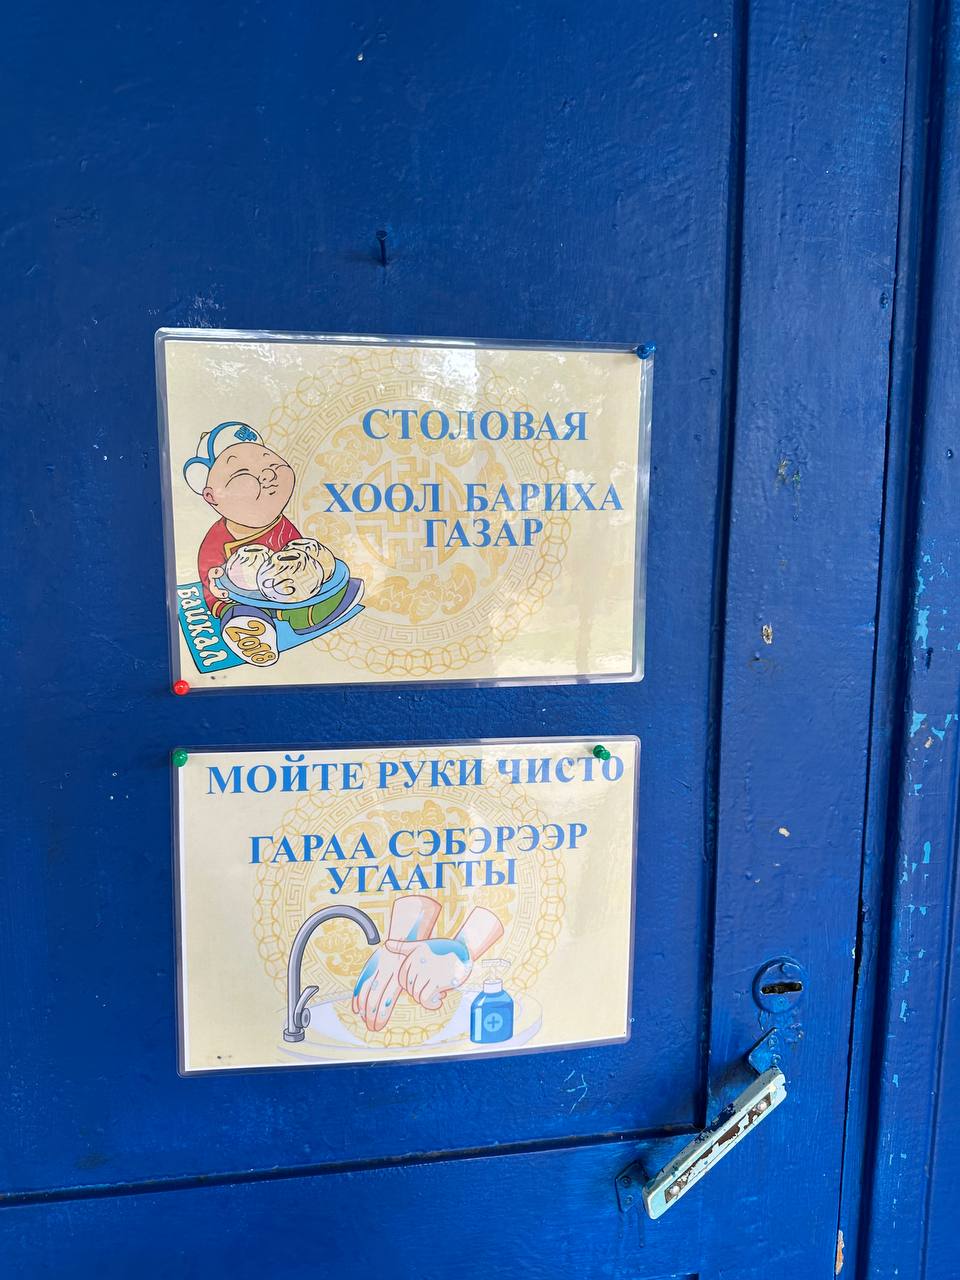 СТОЛОВАЯ
ХООЛ БАРИХА
ГАЗАР
Байкал
2018
МОЙТЕ РУКИ ЧИСТО
ГАРАА СЭБЭРЭЭР
УГААГТЫ